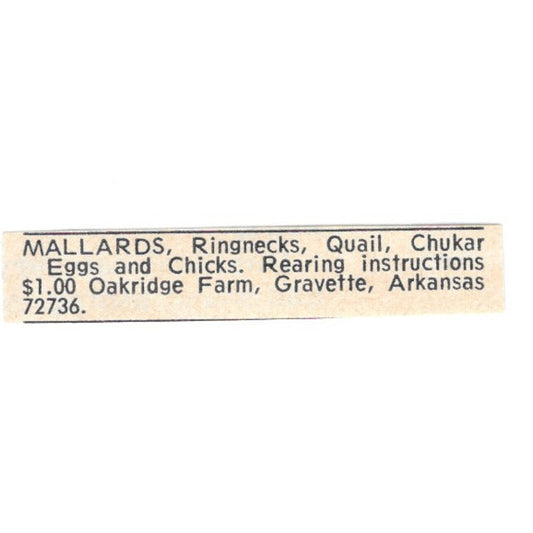 MALLARDS, Ringnecks, Quail, Chukar
Eggs and Chicks. Rearing instructions
$1.00 Oakridge Farm, Gravette, Arkansas
72736.